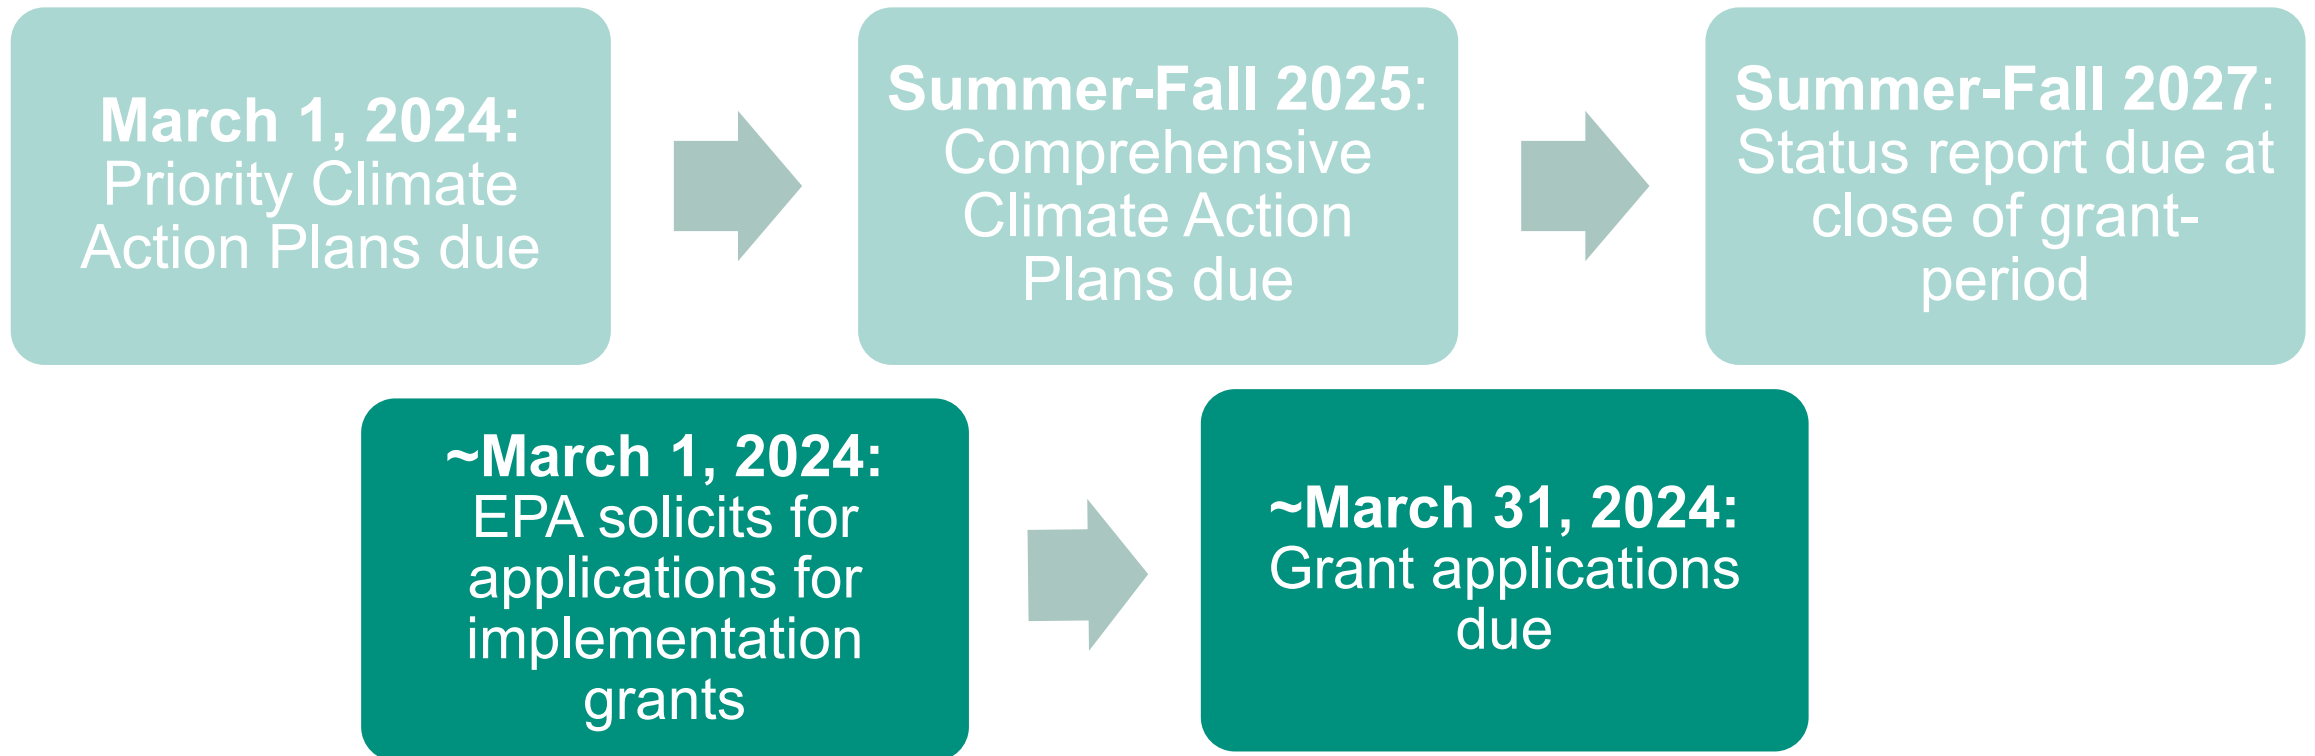 March 1, 2024:
Priority Climate
Action Plans due
Summer-Fall 2025:
Comprehensive
Climate Action
Plans due
Summer-Fall 2027:
Status report due at
close of grant-
period
~March 1, 2024:
EPA solicits for
applications for
implementation
grants
~March 31, 2024:
Grant applications
due